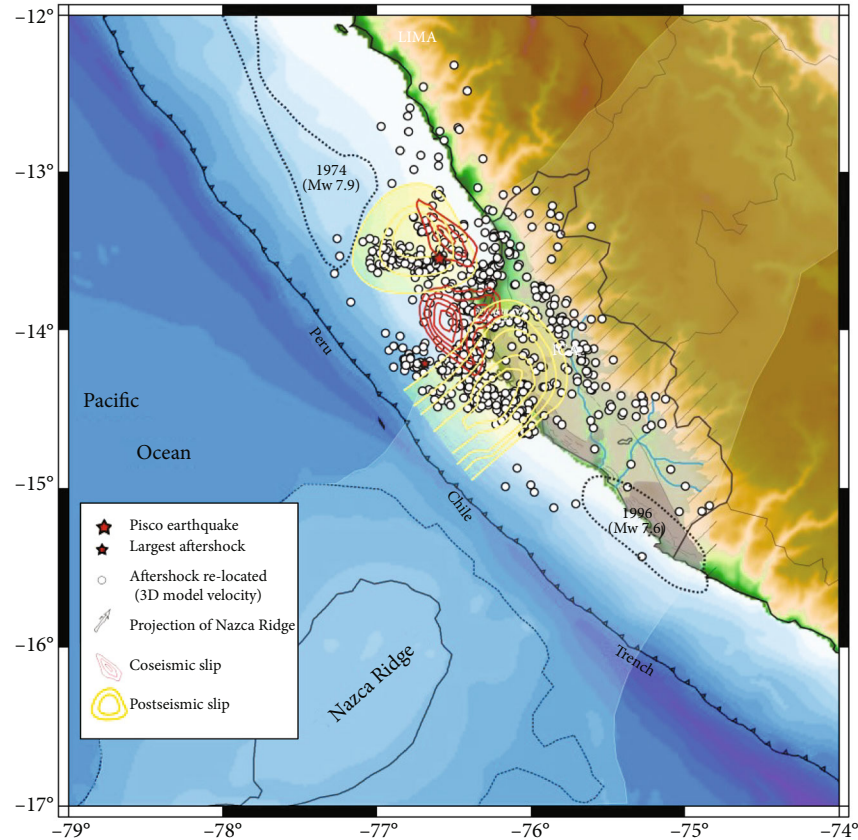 −12°
LIMA
−13°
1974
(Mw 7.9)
−14°
Peru
Pacific
Ocean
−15°
Chile
1996
(Mw 7.6)
Pisco earthquake
Largest aftershock
Aftershock re-located
(3D model velocity)
Projection of Nazca Ridge
Coseismic slip
Postseismic slip
−16°
Trench
Nazca Ridge
−17°
−79°
−78°
−77°
−76°
−75°
−74°